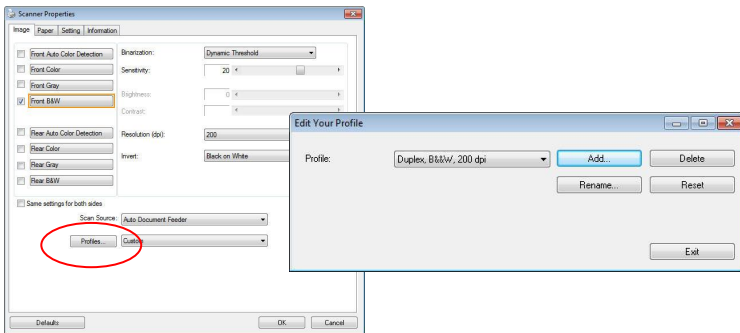 Scanner Properties
Image Paper Setting Information
Front Auto Color Detection
Front Color
Front Gray
Front B&W
Rear Auto Color Detection
Rear Color
Rear Gray
Rear B&W
Binarization: Dynamic Threshold
Sensitivity: 20
Brightness: 0
Contrast:
Resolution (dpi): 200
Invert: Black on White
Same settings for both sides
Scan Source: Auto Document Feeder
Profiles... Custom
Defaults OK Cancel
Edit Your Profile
Profile: Duplex, B&&W, 200 dpi Add... Delete
Rename... Reset
Exit